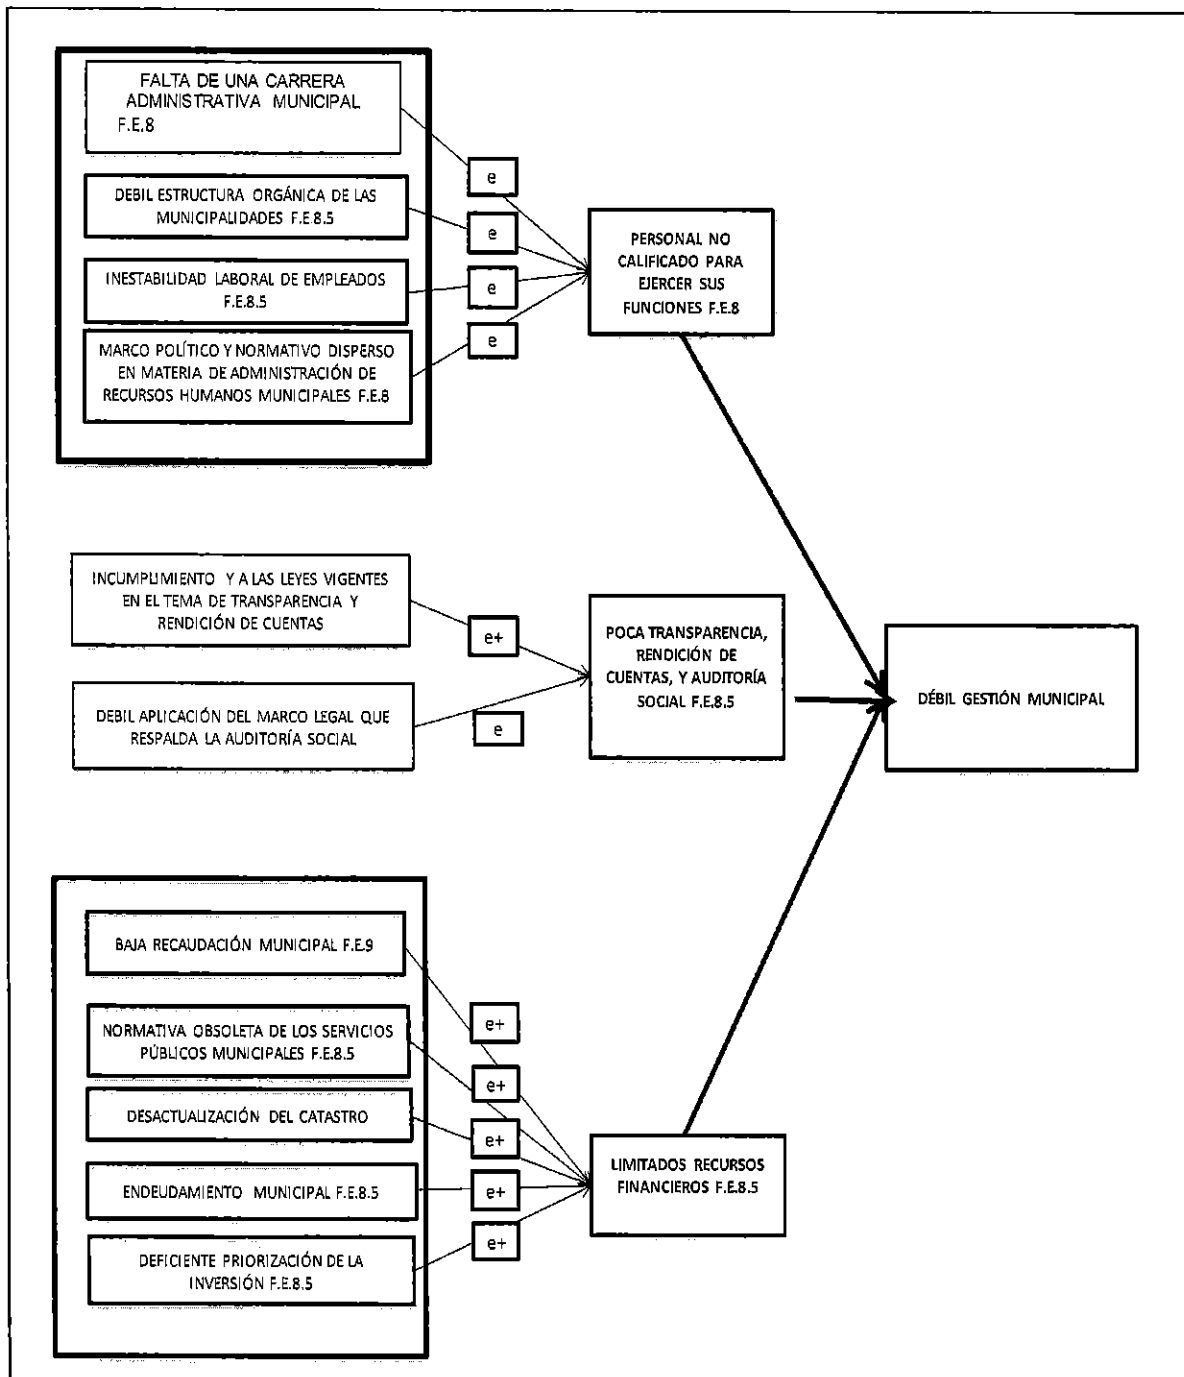 FALTA DE UNA CARRERA
ADMINISTRATIVA MUNICIPAL
F.E.8
e
DEBIL ESTRUCTURA ORGÁNICA DE LAS
MUNICIPALIDADES F.E.8.5
e
INESTABILIDAD LABORAL DE EMPLEADOS
F.E.8.5
e
MARCO POLÍTICO Y NORMATIVO DISPERSO
EN MATERIA DE ADMINISTRACIÓN DE
RECURSOS HUMANOS MUNICIPALES F.E.8
e
PERSONAL NO
CALIFICADO PARA
EJERCER SUS
FUNCIONES F.E.8
INCUMPLIMIENTO Y A LAS LEYES VIGENTES
EN EL TEMA DE TRANSPARENCIA Y
RENDICIÓN DE CUENTAS
e+
DEBIL APLICACIÓN DEL MARCO LEGAL QUE
RESPALDA LA AUDITORÍA SOCIAL
e
POCA TRANSPARENCIA,
RENDICIÓN DE
CUENTAS, Y AUDITORÍA
SOCIAL F.E.8.5
DÉBIL GESTIÓN MUNICIPAL
BAJA RECAUDACIÓN MUNICIPAL F.E.9
e+
NORMATIVA OBSOLETA DE LOS SERVICIOS
PÚBLICOS MUNICIPALES F.E.8.5
e+
DESACTUALIZACIÓN DEL CATASTRO
e+
ENDEUDAMIENTO MUNICIPAL F.E.8.5
e+
DEFICIENTE PRIORIZACIÓN DE LA
INVERSIÓN F.E.8.5
e+
LIMITADOS RECURSOS
FINANCIEROS F.E.8.5